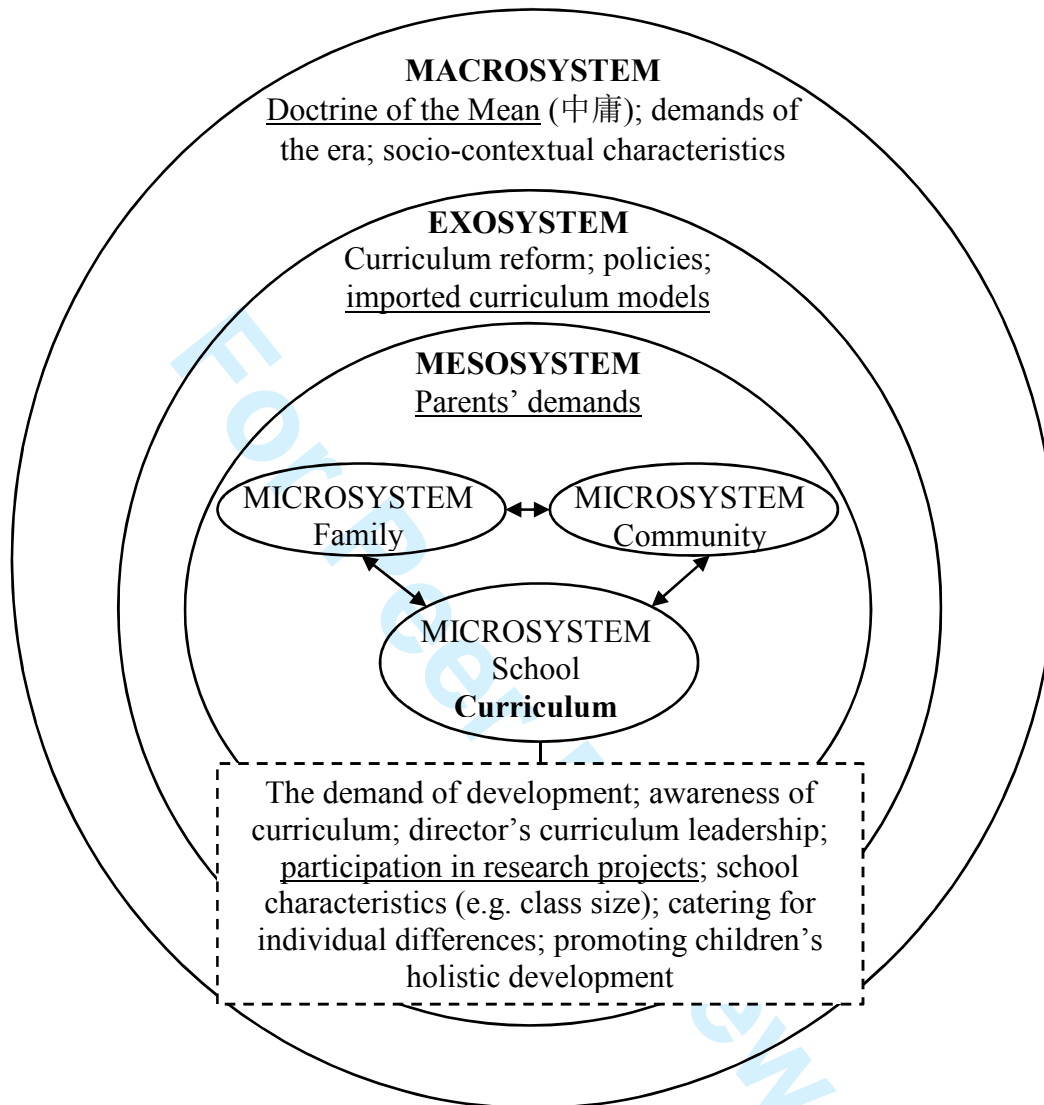 MACROSYSTEM
Doctrine of the Mean (中庸); demands of
the era; socio-contextual characteristics
EXOSYSTEM
Curriculum reform; policies;
imported curriculum models
MESOSYSTEM
Parents’ demands
MICROSYSTEM
Family
MICROSYSTEM
Community
MICROSYSTEM
School
Curriculum
The demand of development; awareness of
curriculum; director’s curriculum leadership;
participation in research projects; school
characteristics (e.g. class size); catering for
individual differences; promoting children’s
holistic development
For Peer
ew